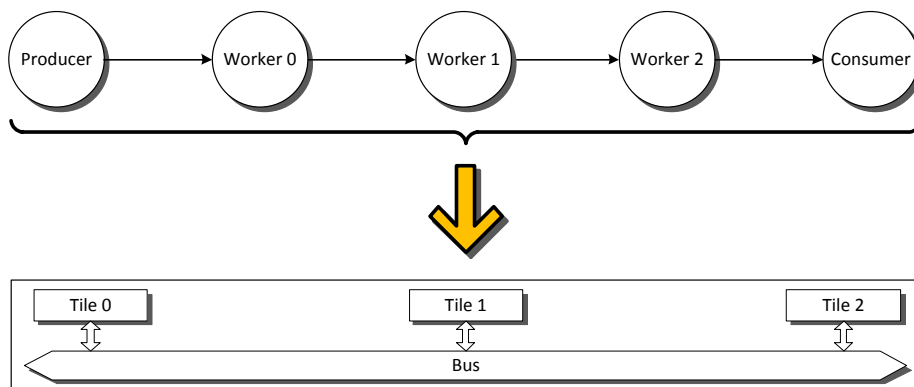 Producer
Worker 0
Worker 1
Worker 2
Consumer
Tile 0
Tile 1
Tile 2
Bus